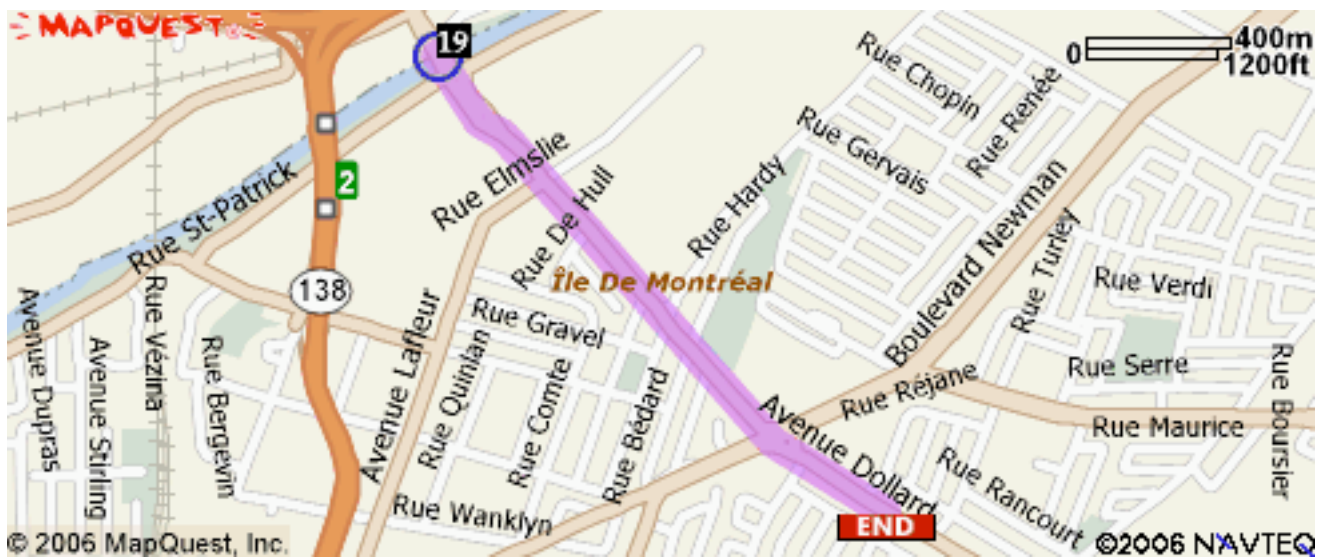 MAPQUEST
19
0 400m
1200ft
Rue Chopin
Rue Renée
Rue Gervais
Rue Elmslie
2
Rue St-Patrick
Rue De Hull
Rue Hardy
Boulevard Newman
Rue Turley
Île De Montréal
138
Rue Verdi
Avenue Dupras
Avenue Stirling
Rue Vézina
Rue Bergevin
Avenue Lafleur
Rue Gravel
Rue Quinlan
Rue Comte
Rue Bédard
Rue Serre
Rue Réjane
Rue Boursier
Avenue Dollard
Rue Maurice
Rue Rancourt
Rue Wanklyn
END
© 2006 MapQuest, Inc.
©2006 NAVTEQ